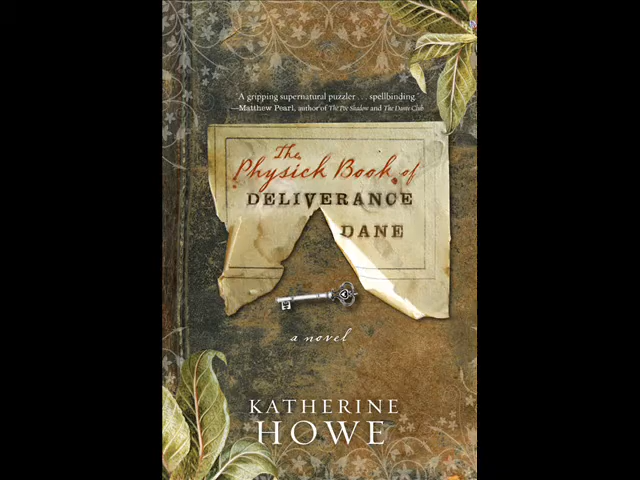 "A gripping supernatural puzzler . . . spellbinding."
—Matthew Pearl, author of The Poe Shadow and The Dante Club
The
Physick Book of
DELIVERANCE
DANE
a novel
KATHERINE
HOWE